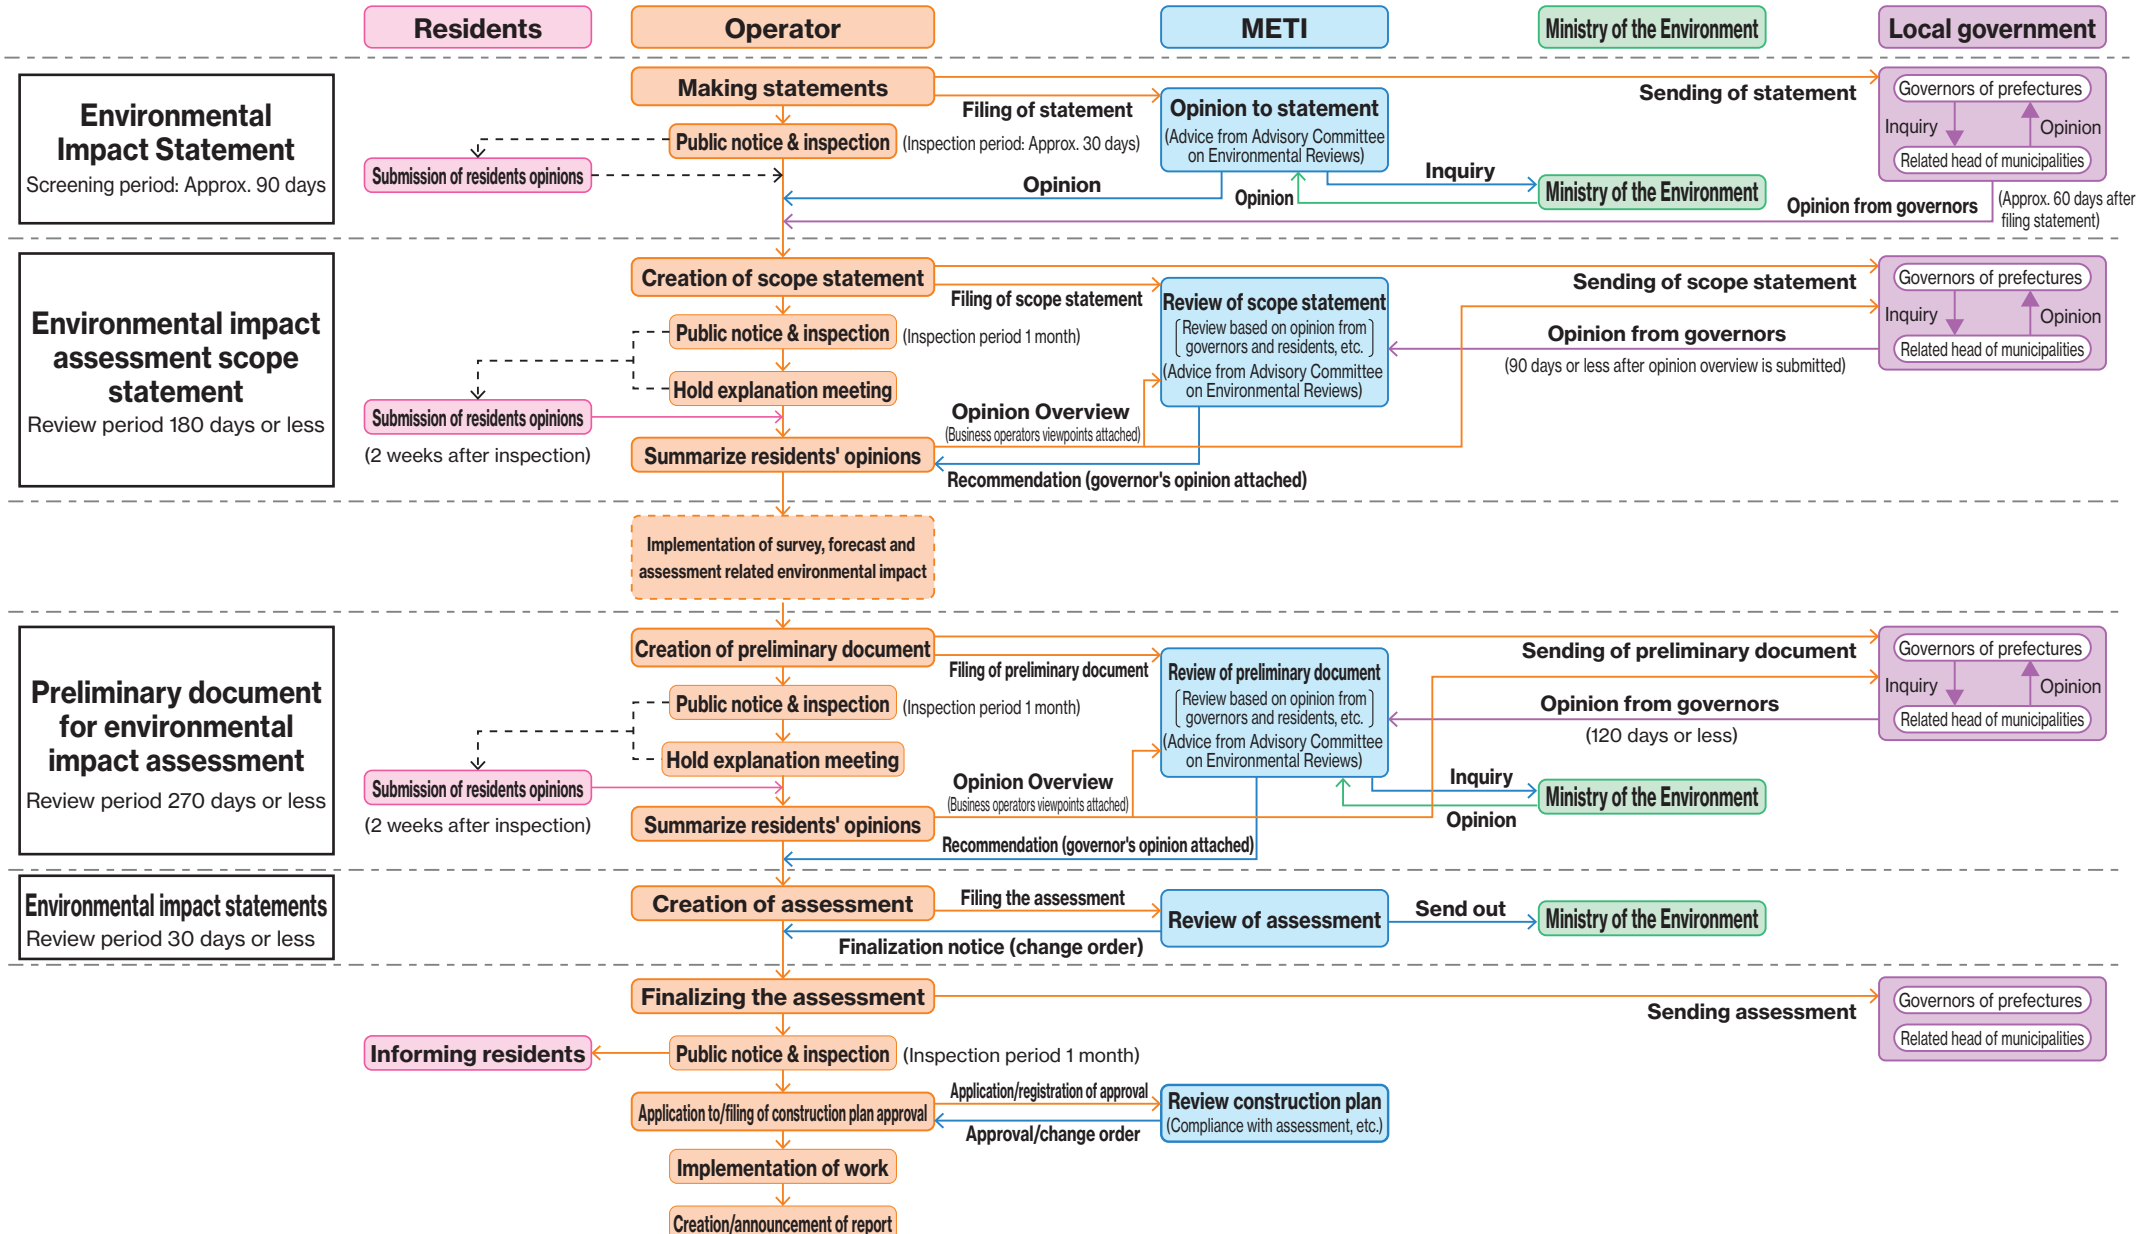 Residents
Operator
METI
Ministry of the Environment
Local government
Environmental
Impact Statement
Screening period: Approx. 90 days
Making statements
Filing of statement
Sending of statement
Public notice & inspection
(Inspection period: Approx. 30 days)
Submission of residents opinions
Opinion to statement
(Advice from Advisory Committee
on Environmental Reviews)
Opinion
Inquiry
Opinion
Ministry of the Environment
Governors of prefectures
Inquiry
Opinion
Related head of municipalities
Opinion from governors
(Approx. 60 days after
filing statement)
Environmental impact
assessment scope
statement
Review period 180 days or less
Creation of scope statement
Filing of scope statement
Sending of scope statement
Public notice & inspection
(Inspection period 1 month)
Hold explanation meeting
Submission of residents opinions
(2 weeks after inspection)
Summarize residents' opinions
Opinion Overview
(Business operators viewpoints attached)
Review of scope statement
Review based on opinion from
governors and residents, etc.
(Advice from Advisory Committee
on Environmental Reviews)
Opinion from governors
(90 days or less after opinion overview is submitted)
Governors of prefectures
Inquiry
Opinion
Related head of municipalities
Recommendation (governor's opinion attached)
Implementation of survey, forecast and
assessment related environmental impact
Preliminary document
for environmental
impact assessment
Review period 270 days or less
Creation of preliminary document
Filing of preliminary document
Sending of preliminary document
Public notice & inspection
(Inspection period 1 month)
Hold explanation meeting
Submission of residents opinions
(2 weeks after inspection)
Summarize residents' opinions
Opinion Overview
(Business operators viewpoints attached)
Review of preliminary document
Review based on opinion from
governors and residents, etc.
(Advice from Advisory Committee
on Environmental Reviews)
Opinion from governors
(120 days or less)
Governors of prefectures
Inquiry
Opinion
Related head of municipalities
Inquiry
Opinion
Ministry of the Environment
Recommendation (governor's opinion attached)
Environmental impact statements
Review period 30 days or less
Creation of assessment
Filing the assessment
Review of assessment
Send out
Ministry of the Environment
Finalization notice (change order)
Finalizing the assessment
Sending assessment
Governors of prefectures
Related head of municipalities
Informing residents
Public notice & inspection
(Inspection period 1 month)
Application to/filing of construction plan approval
Application/registration of approval
Approval/change order
Review construction plan
(Compliance with assessment, etc.)
Implementation of work
Creation/announcement of report